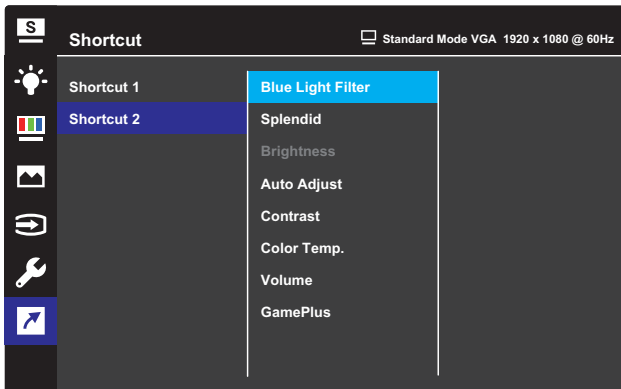 S
Shortcut
Standard Mode VGA 1920 x 1080 @ 60Hz
Shortcut 1
Shortcut 2
Blue Light Filter
Splendid
Brightness
Auto Adjust
Contrast
Color Temp.
Volume
GamePlus